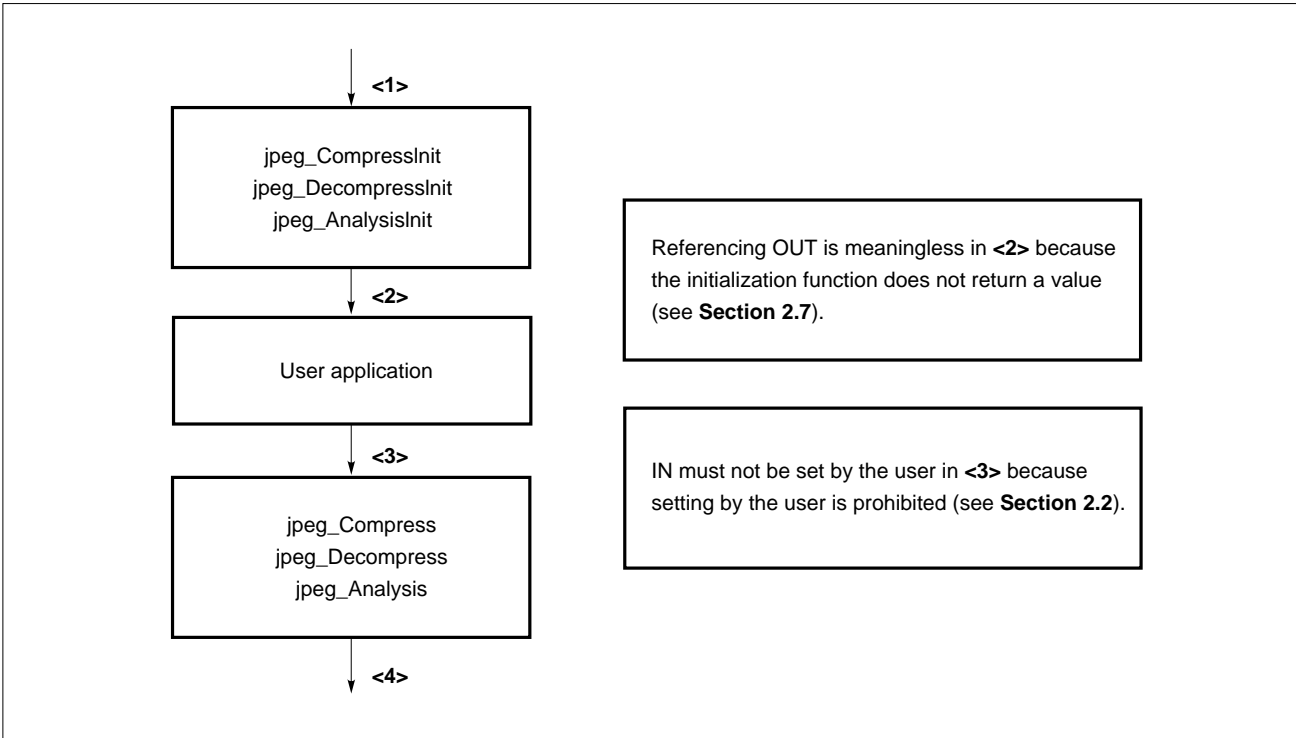 <1>
jpeg_CompressInit
jpeg_DecompressInit
jpeg_AnalysisInit
<2>
User application
<3>
jpeg_Compress
jpeg_Decompress
jpeg_Analysis
<4>
Referencing OUT is meaningless in <2> because
the initialization function does not return a value
(see Section 2.7).
IN must not be set by the user in <3> because
setting by the user is prohibited (see Section 2.2).